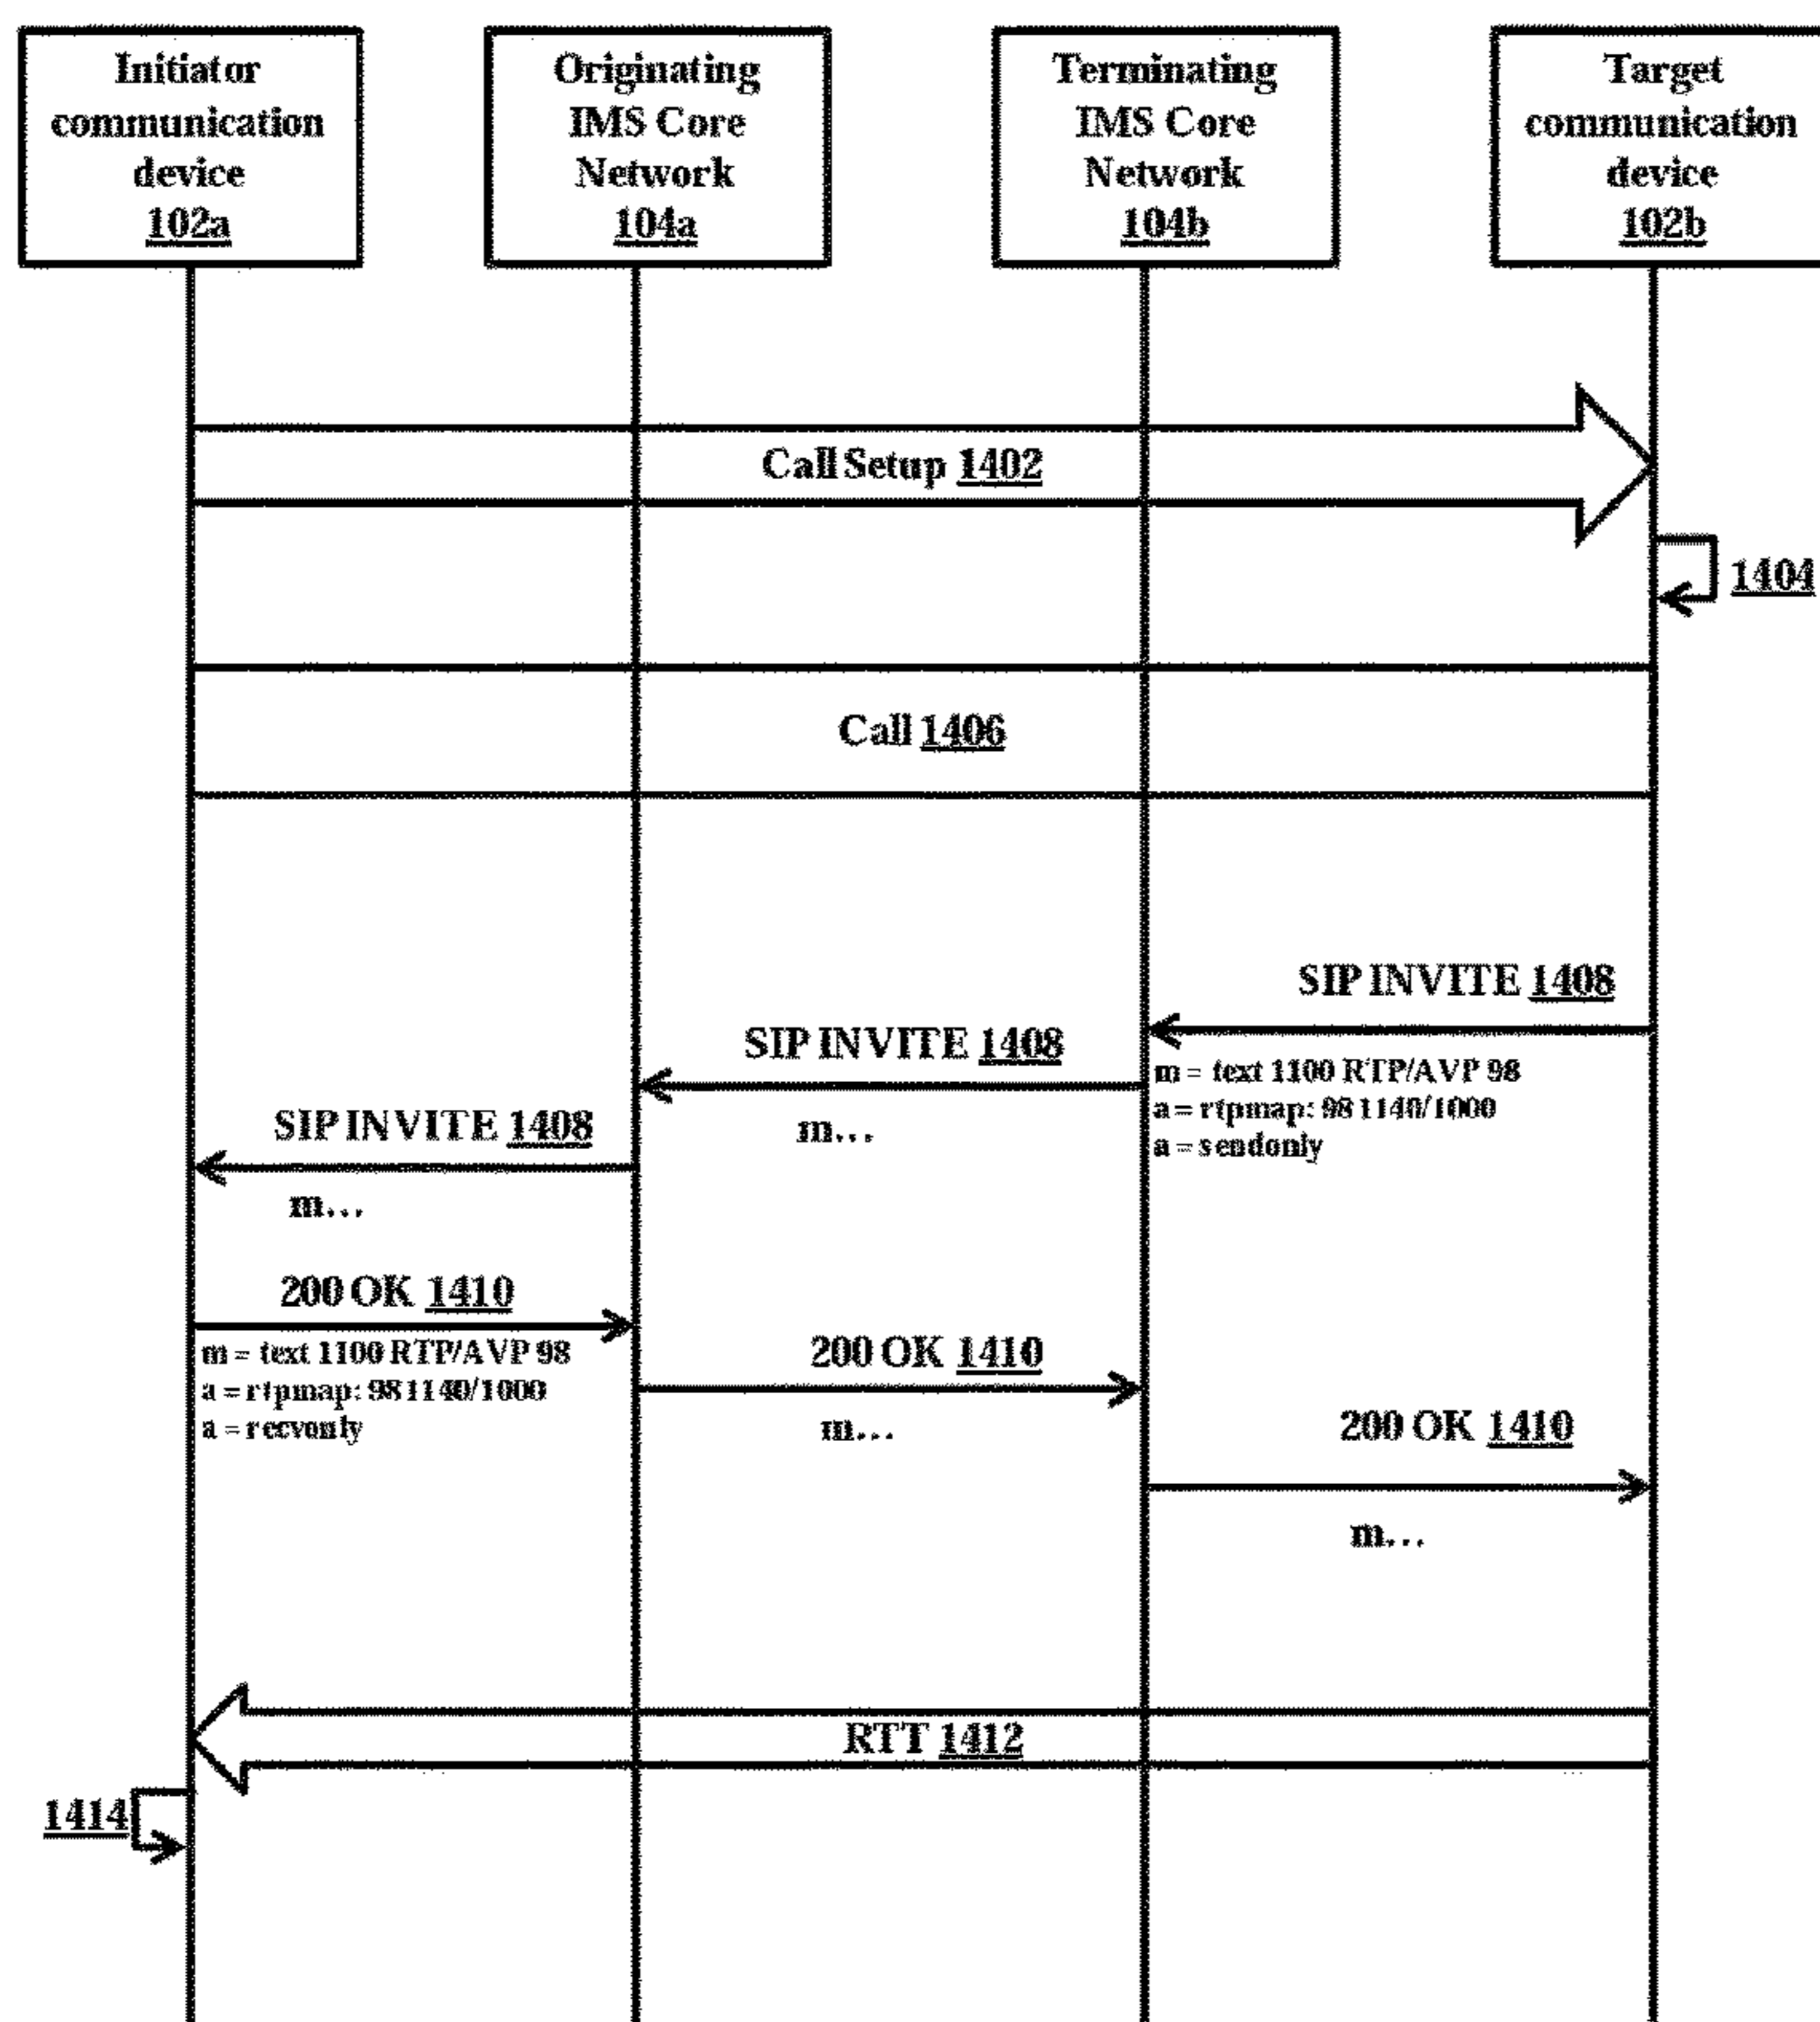 Initiator
communication
device
102a
Originating
IMS Core
Network
104a
Terminating
IMS Core
Network
104b
Target
communication
device
102b
Call Setup 1402
1404
Call 1406
SIP INVITE 1408
m = text 1100 RTP/AVP 98
a = rtpmap: 98 1140/1000
a = sendonly
SIP INVITE 1408
m...
SIP INVITE 1408
m...
200 OK 1410
m = text 1100 RTP/AVP 98
a = rtpmap: 98 1140/1000
a = recvonly
200 OK 1410
m...
200 OK 1410
m...
RTT 1412
1414